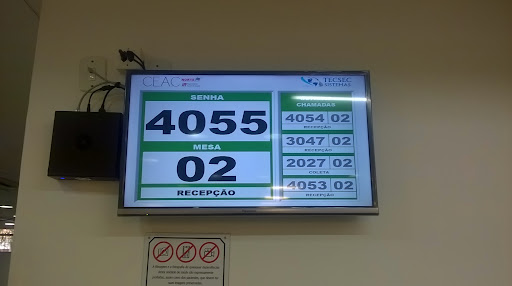 CEAC
TECSEC
SISTEMAS
SENHA
4055
MESA
02
RECEPÇÃO
CHAMADAS
4054 02
RECEPÇÃO
3047 02
RECEPÇÃO
2027 02
COLETA
4053 02
RECEPÇÃO